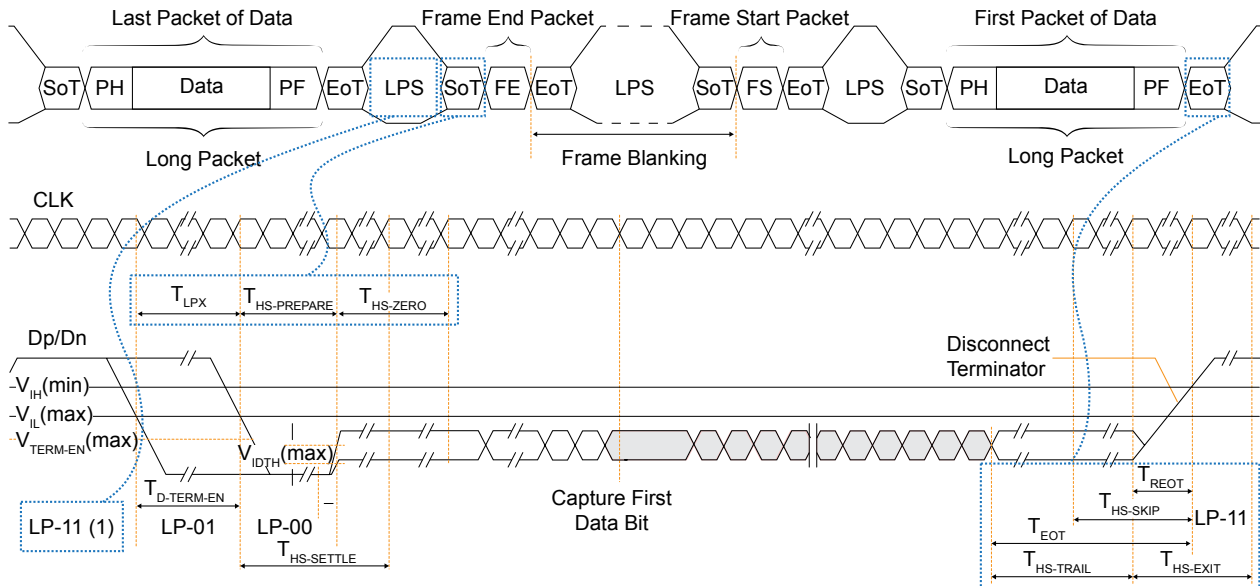 Last Packet of Data
Frame End Packet
Frame Start Packet
First Packet of Data
SoT PH Data PF EoT LPS SoT FE EoT LPS SoT FS EoT LPS SoT PH Data PF EoT
Long Packet
Frame Blanking
Long Packet
CLK
TLPX
THS-PREPARE
THS-ZERO
Dp/Dn
Disconnect
Terminator
VIH(min)
VIL(max)
VTERM-EN(max)
VIDTH(max)
TD-TERM-EN
Capture First
Data Bit
TREOT
LP-11 (1)
LP-01
LP-00
THS-SKIP
LP-11
TEOT
THS-SETTLE
THS-TRAIL
THS-EXIT